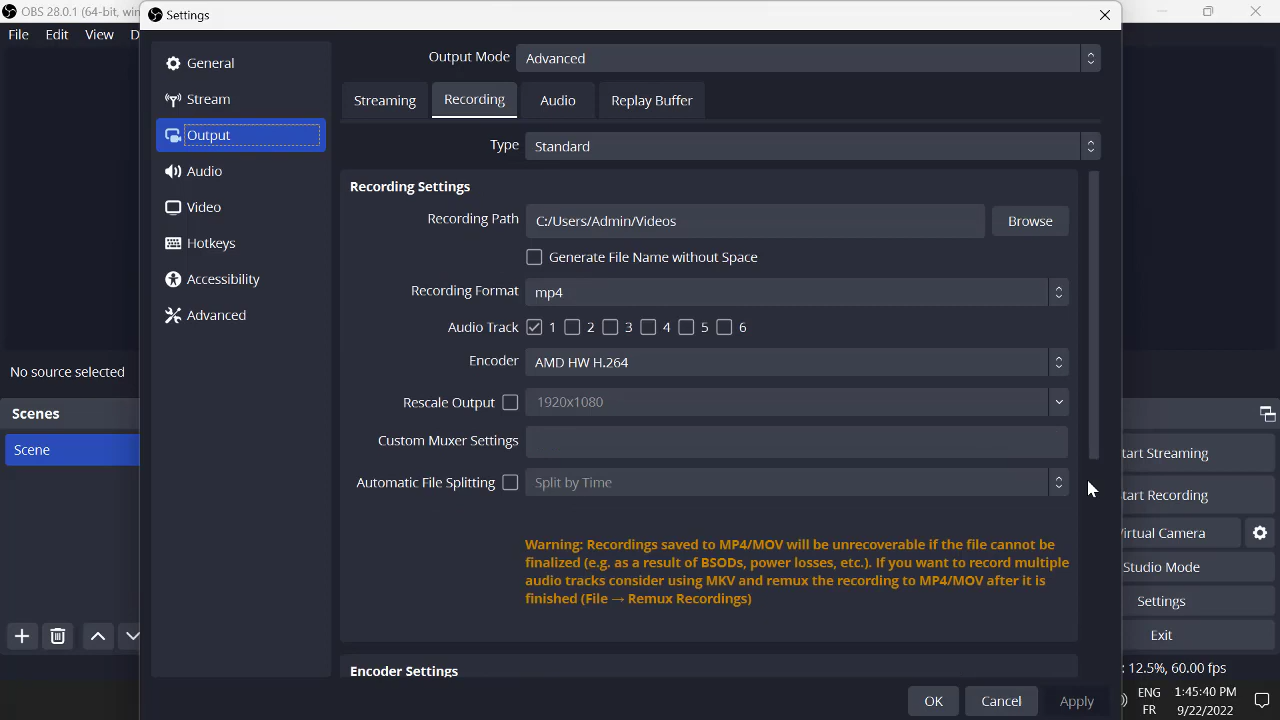 OBS 28.0.1 (64-bit, win
Settings
File Edit View D
General
Stream
Output
Audio
Video
Hotkeys
Accessibility
Advanced
Output Mode Advanced
Streaming Recording Audio Replay Buffer
Type Standard
Recording Settings
Recording Path C:/Users/Admin/Videos Browse
Generate File Name without Space
Recording Format mp4
Audio Track 1 2 3 4 5 6
Encoder AMD HW H.264
Rescale Output 1920x1080
Custom Muxer Settings
Automatic File Splitting Split by Time
Warning: Recordings saved to MP4/MOV will be unrecoverable if the file cannot be
finalized (e.g. as a result of BSODs, power losses, etc.). If you want to record multiple
audio tracks consider using MKV and remux the recording to MP4/MOV after it is
finished (File → Remux Recordings)
Encoder Settings
OK Cancel Apply
No source selected
Scenes
Scene
tart Streaming
tart Recording
irtual Camera
Studio Mode
Settings
Exit
: 12.5%, 60.00 fps
ENG
FR
1:45:40 PM
9/22/2022